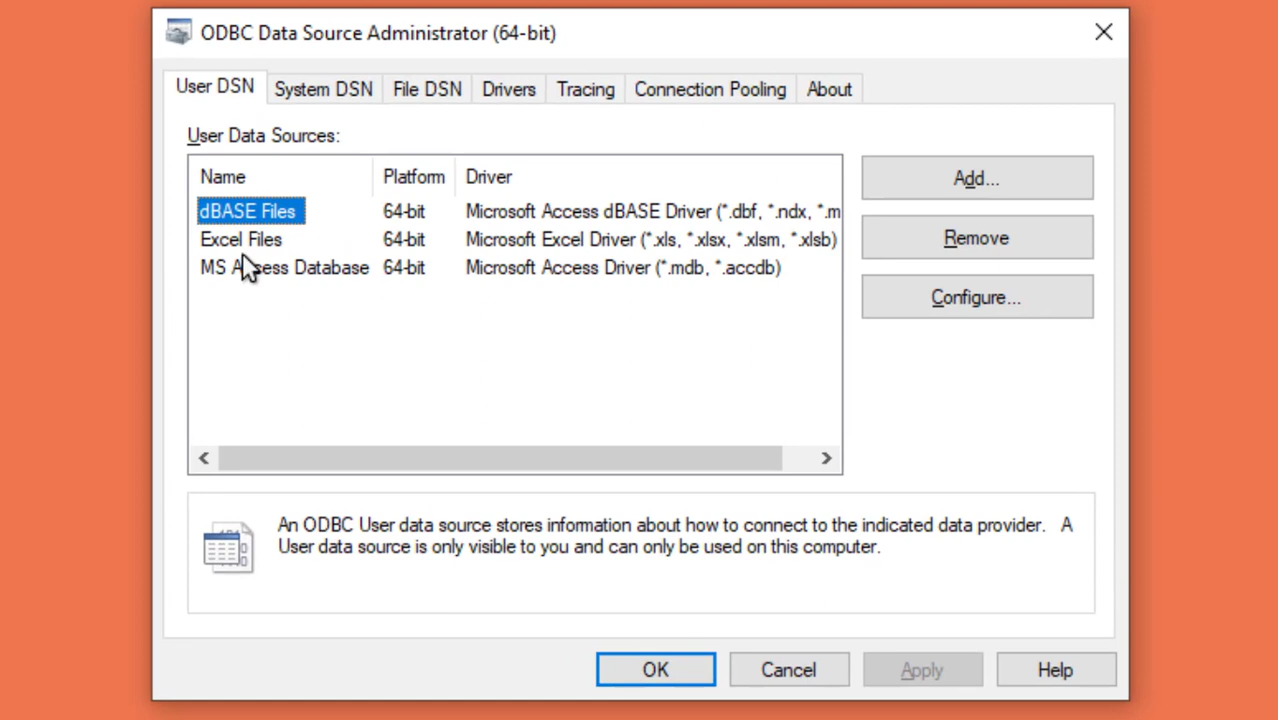 ODBC Data Source Administrator (64-bit)
User DSN System DSN File DSN Drivers Tracing Connection Pooling About
User Data Sources:
Name Platform Driver
dBASE Files 64-bit Microsoft Access dBASE Driver (*.dbf, *.ndx, *.m
Excel Files 64-bit Microsoft Excel Driver (*.xls, *.xlsx, *.xlsm, *.xlsb)
MS Access Database 64-bit Microsoft Access Driver (*.mdb, *.accdb)
Add...
Remove
Configure...
An ODBC User data source stores information about how to connect to the indicated data provider. A
User data source is only visible to you and can only be used on this computer.
OK Cancel Apply Help